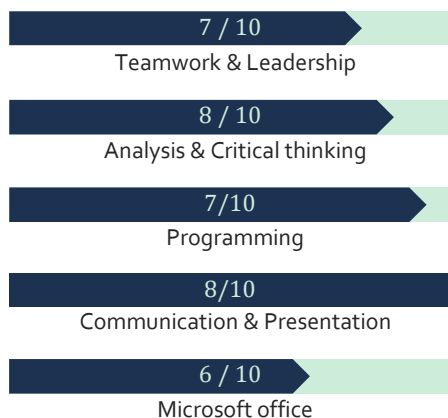 7 / 10
Teamwork & Leadership
8 / 10
Analysis & Critical thinking
7/10
Programming
8/10
Communication & Presentation
6 / 10
Microsoft office